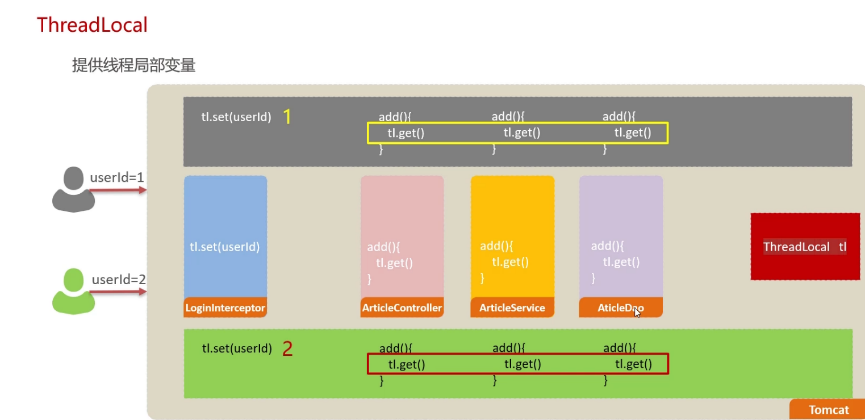 ThreadLocal
提供线程局部变量
tl.set(userId) 1
add(){ add(){ add(){
tl.get() tl.get() tl.get()
} } }
userId=1
tl.set(userId)
add(){
tl.get()
}
add(){
tl.get()
}
add(){
tl.get()
}
ThreadLocal tl
userId=2
LoginInterceptor
ArticleController
ArticleService
AticleDao
tl.set(userId) 2
add(){ add(){ add(){
tl.get() tl.get() tl.get()
} } }
Tomcat